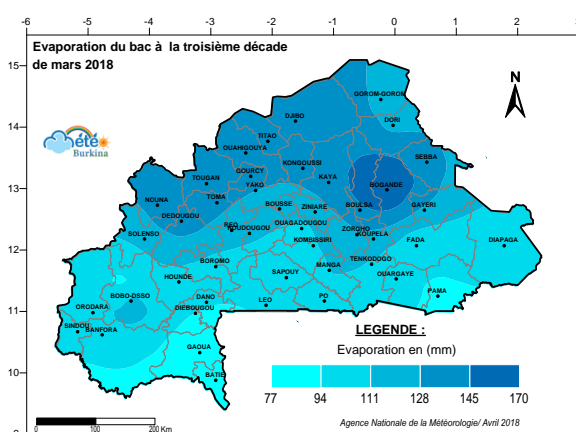 -6 -5 -4 -3 -2 -1 0 1 2
Evaporation du bac à la troisième décade
de mars 2018
15
14
13
12
11
10
N
été
Burkina
GOROM-GOROM
DORI
DJIBO
TITAO
OUAHIGOUYA
SEBBA
KONGOUSSI
GOURCY
TOUGAN
YAKO
KAYA
BOGANDE
TOMA
NOUNA
BOUSSE
ZINIARE
BOULSA
GAYERI
DEDOUGOU
REO
KOUDOUGOU
OUAGADOUGOU
ZORGHO
KOUPELA
SOLENSO
KOMBISSIRI
FADA
DIAPAGA
BOROMO
MANGA
TENKODOGO
HOUNDE
SAPOUY
OUARGAYE
PAMA
BOBO-DSSO
DANO
LEO
PO
ORODARA
DIEBOUGOU
SINDOU
BANFORA
GAOUA
BATIE
LEGENDE :
Evaporation en (mm)
77 94 111 128 145 170
0 100 200 Km
Agence Nationale de la Météorologie/ Avril 2018